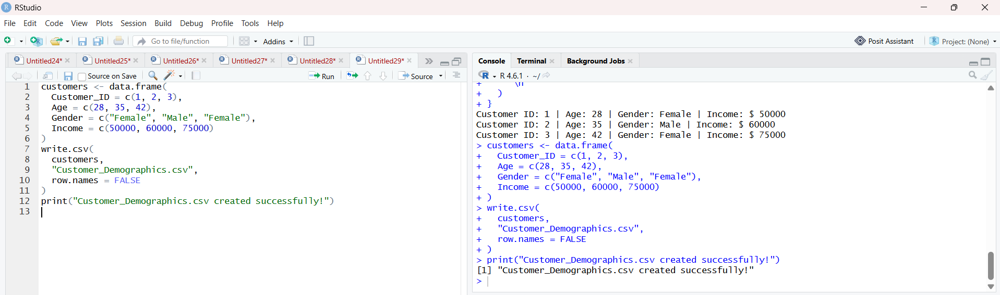 RStudio
File Edit Code View Plots Session Build Debug Profile Tools Help
Go to file/function Addins Posit Assistant Project: (None)
Untitled24* Untitled25* Untitled26* Untitled27* Untitled28* Untitled29*
Source on Save Run Source
1 customers <- data.frame(
2 Customer_ID = c(1, 2, 3),
3 Age = c(28, 35, 42),
4 Gender = c("Female", "Male", "Female"),
5 Income = c(50000, 60000, 75000)
6 )
7 write.csv(
8 customers,
9 "Customer_Demographics.csv",
10 row.names = FALSE
11 )
12 print("Customer_Demographics.csv created successfully!")
13
Console Terminal Background Jobs
R 4.6.1 · ~/
+ "\n"
+ )
+ }
Customer ID: 1 | Age: 28 | Gender: Female | Income: $ 50000
Customer ID: 2 | Age: 35 | Gender: Male | Income: $ 60000
Customer ID: 3 | Age: 42 | Gender: Female | Income: $ 75000
> customers <- data.frame(
+ Customer_ID = c(1, 2, 3),
+ Age = c(28, 35, 42),
+ Gender = c("Female", "Male", "Female"),
+ Income = c(50000, 60000, 75000)
+ )
> write.csv(
+ customers,
+ "Customer_Demographics.csv",
+ row.names = FALSE
+ )
> print("Customer_Demographics.csv created successfully!")
[1] "Customer_Demographics.csv created successfully!"
>